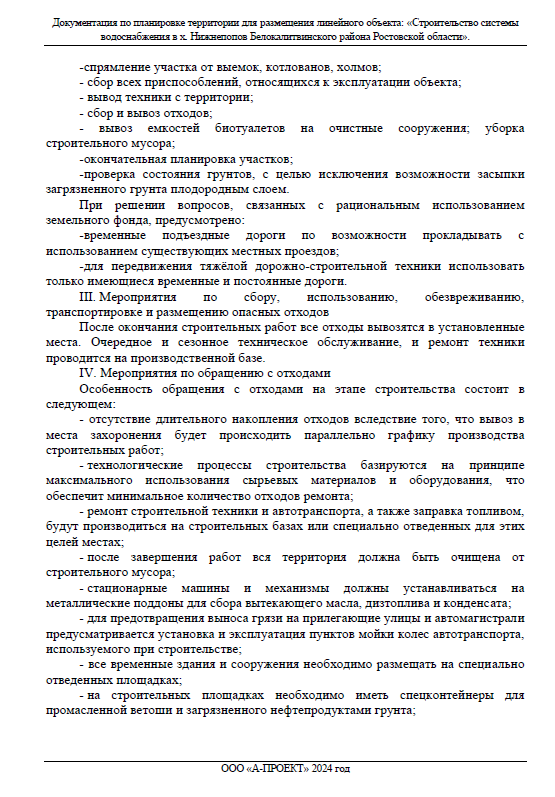 Документация по планировке территории для размещения линейного объекта: «Строительство системы
водоснабжения в х. Нижнепопов Белокалитвинского района Ростовской области».
-спрямление участка от выемок, котлованов, холмов;
- сбор всех приспособлений, относящихся к эксплуатации объекта;
- вывод техники с территории;
- сбор и вывоз отходов;
- вывоз емкостей биотуалетов на очистные сооружения; уборка
строительного мусора;
-окончательная планировка участков;
-проверка состояния грунтов, с целью исключения возможности засыпки
загрязненного грунта плодородным слоем.
При решении вопросов, связанных с рациональным использованием
земельного фонда, предусмотрено:
-временные подъездные дороги по возможности прокладывать с
использованием существующих местных проездов;
-для передвижения тяжёлой дорожно-строительной техники использовать
только имеющиеся временные и постоянные дороги.
III. Мероприятия по сбору, использованию, обезвреживанию,
транспортировке и размещению опасных отходов
После окончания строительных работ все отходы вывозятся в установленные
места. Очередное и сезонное техническое обслуживание, и ремонт техники
проводится на производственной базе.
IV. Мероприятия по обращению с отходами
Особенность обращения с отходами на этапе строительства состоит в
следующем:
- отсутствие длительного накопления отходов вследствие того, что вывоз в
места захоронения будет происходить параллельно графику производства
строительных работ;
- технологические процессы строительства базируются на принципе
максимального использования сырьевых материалов и оборудования, что
обеспечит минимальное количество отходов ремонта;
- ремонт строительной техники и автотранспорта, а также заправка топливом,
будут производиться на строительных базах или специально отведенных для этих
целей местах;
- после завершения работ вся территория должна быть очищена от
строительного мусора;
- стационарные машины и механизмы должны устанавливаться на
металлические поддоны для сбора вытекающего масла, дизтоплива и конденсата;
- для предотвращения выноса грязи на прилегающие улицы и автомагистрали
предусматривается установка и эксплуатация пунктов мойки колес автотранспорта,
используемого при строительстве;
- все временные здания и сооружения необходимо размещать на специально
отведенных площадках;
- на строительных площадках необходимо иметь спецконтейнеры для
промасленной ветоши и загрязненного нефтепродуктами грунта;
ООО «А-ПРОЕКТ» 2024 год